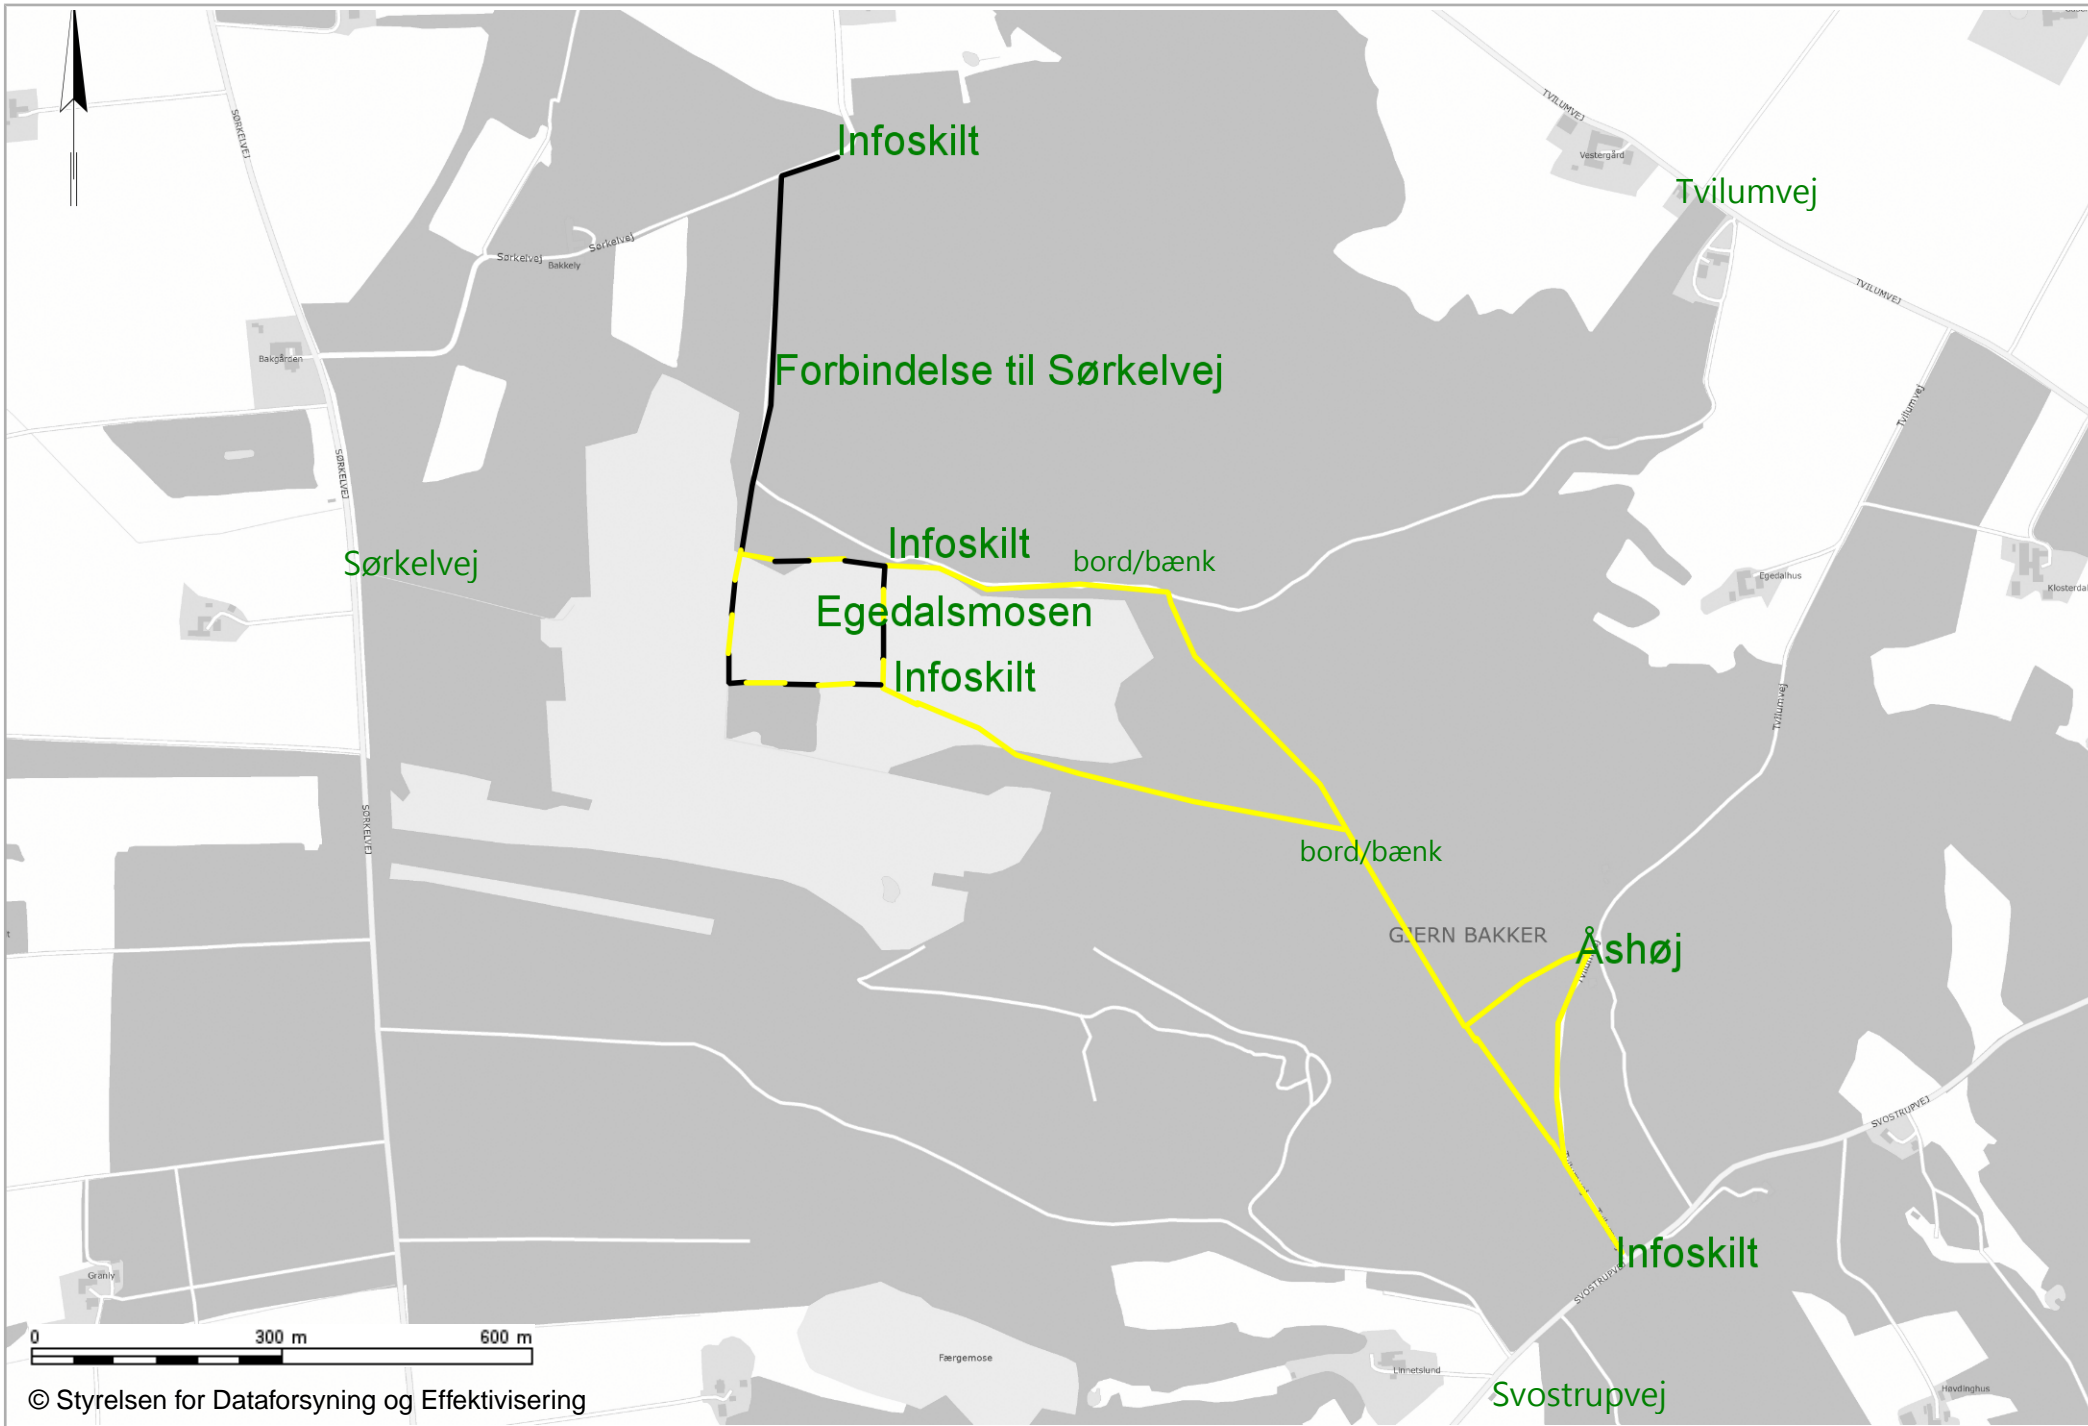 SØRKELVEJ
TVILUMVEJ
Infoskilt
Vestergård
Tvilumvej
Sørkelvej
Sørkelvej
Bakkely
TVILUMVEJ
Bakgården
Forbindelse til Sørkelvej
Tvilumvej
SØRKELVEJ
Infoskilt
bord/bænk
Sørkelvej
Egedalhus
Klosterdal
Egedalsmosen
Infoskilt
Tvilumvej
SØRKELVEJ
bord/bænk
GJERN BAKKER
Åshøj
SVOSTRUPVEJ
Infoskilt
SVOSTRUPVEJ
Granly
0 300 m 600 m
Færgemose
Linnetslund
Havdinghus
Svostrupvej
© Styrelsen for Dataforsyning og Effektivisering